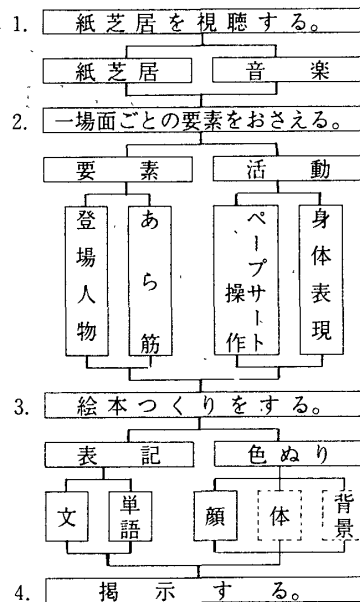 1. 紙芝居を視聴する。
紙芝居 音楽
2. 一場面ごとの要素をおさえる。
要素 活動
登場人物 あら筋 ペープサート操作 身体表現
3. 絵本つくりをする。
表記 色ぬり
文 単語 顔 体 背景
4. 掲示する。